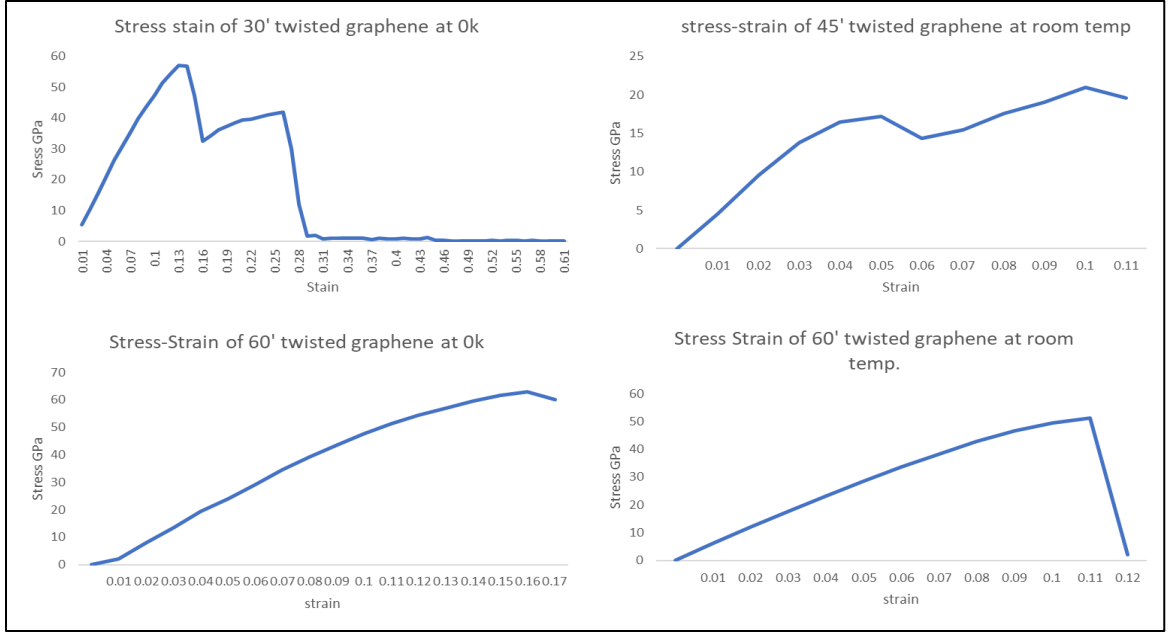 Stress stain of 30' twisted graphene at 0k
60
50
40
30
20
10
0
Sress GPa
0.01 0.04 0.07 0.1 0.13 0.16 0.19 0.22 0.25 0.28 0.31 0.34 0.37 0.4 0.43 0.46 0.49 0.52 0.55 0.58 0.61
Stain
stress-strain of 45' twisted graphene at room temp
25
20
15
10
5
0
Stress GPa
0.01 0.02 0.03 0.04 0.05 0.06 0.07 0.08 0.09 0.1 0.11
Strain
Stress-Strain of 60' twisted graphene at 0k
70
60
50
40
30
20
10
0
Stress GPa
0.01 0.02 0.03 0.04 0.05 0.06 0.07 0.08 0.09 0.1 0.11 0.12 0.13 0.14 0.15 0.16 0.17
strain
Stress Strain of 60' twisted graphene at room
temp.
60
50
40
30
20
10
0
Stress GPa
0.01 0.02 0.03 0.04 0.05 0.06 0.07 0.08 0.09 0.1 0.11 0.12
strain